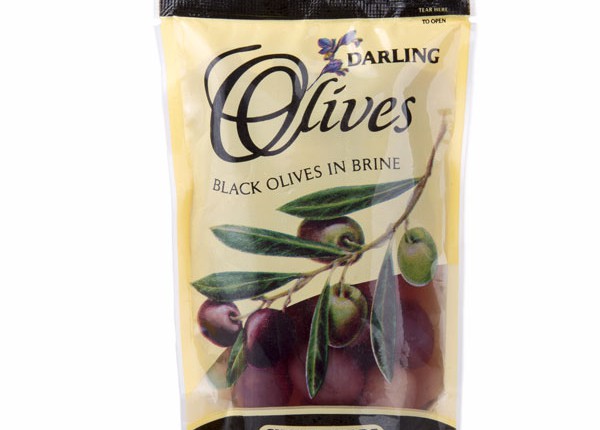 TEAR HERE
TO OPEN
DARLING
Olives
BLACK OLIVES IN BRINE